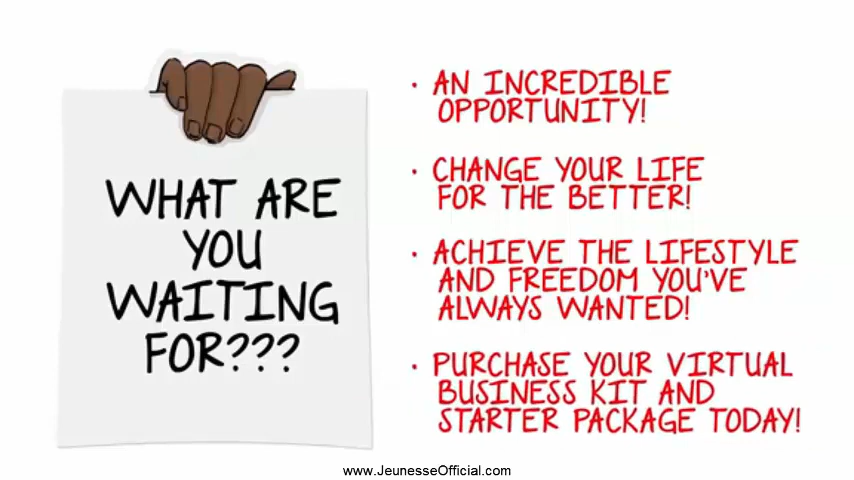 WHAT ARE
YOU
WAITING
FOR???
· AN INCREDIBLE
OPPORTUNITY!
· CHANGE YOUR LIFE
FOR THE BETTER!
· ACHIEVE THE LIFESTYLE
AND FREEDOM YOU'VE
ALWAYS WANTED!
· PURCHASE YOUR VIRTUAL
BUSINESS KIT AND
STARTER PACKAGE TODAY!
www.JeunesseOfficial.com